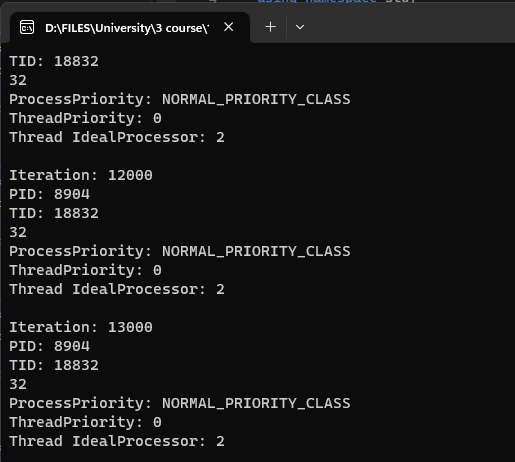 using namespace std;
D:\FILES\University\3 course\
TID: 18832
32
ProcessPriority: NORMAL_PRIORITY_CLASS
ThreadPriority: 0
Thread IdealProcessor: 2
Iteration: 12000
PID: 8904
TID: 18832
32
ProcessPriority: NORMAL_PRIORITY_CLASS
ThreadPriority: 0
Thread IdealProcessor: 2
Iteration: 13000
PID: 8904
TID: 18832
32
ProcessPriority: NORMAL_PRIORITY_CLASS
ThreadPriority: 0
Thread IdealProcessor: 2